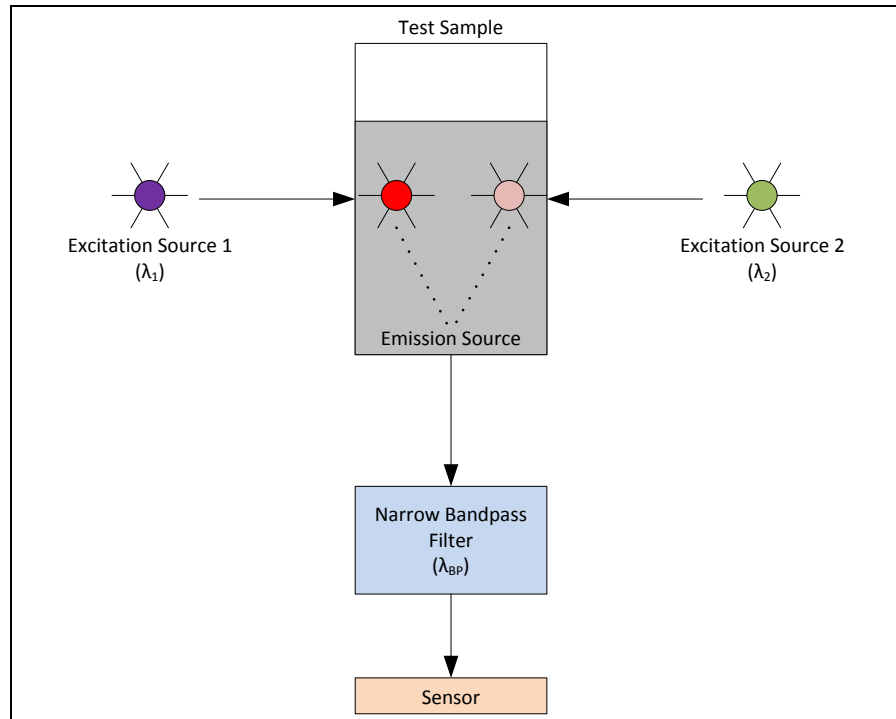 Test Sample
Excitation Source 1
(λ1)
Excitation Source 2
(λ2)
Emission Source
Narrow Bandpass
Filter
(λBP)
Sensor